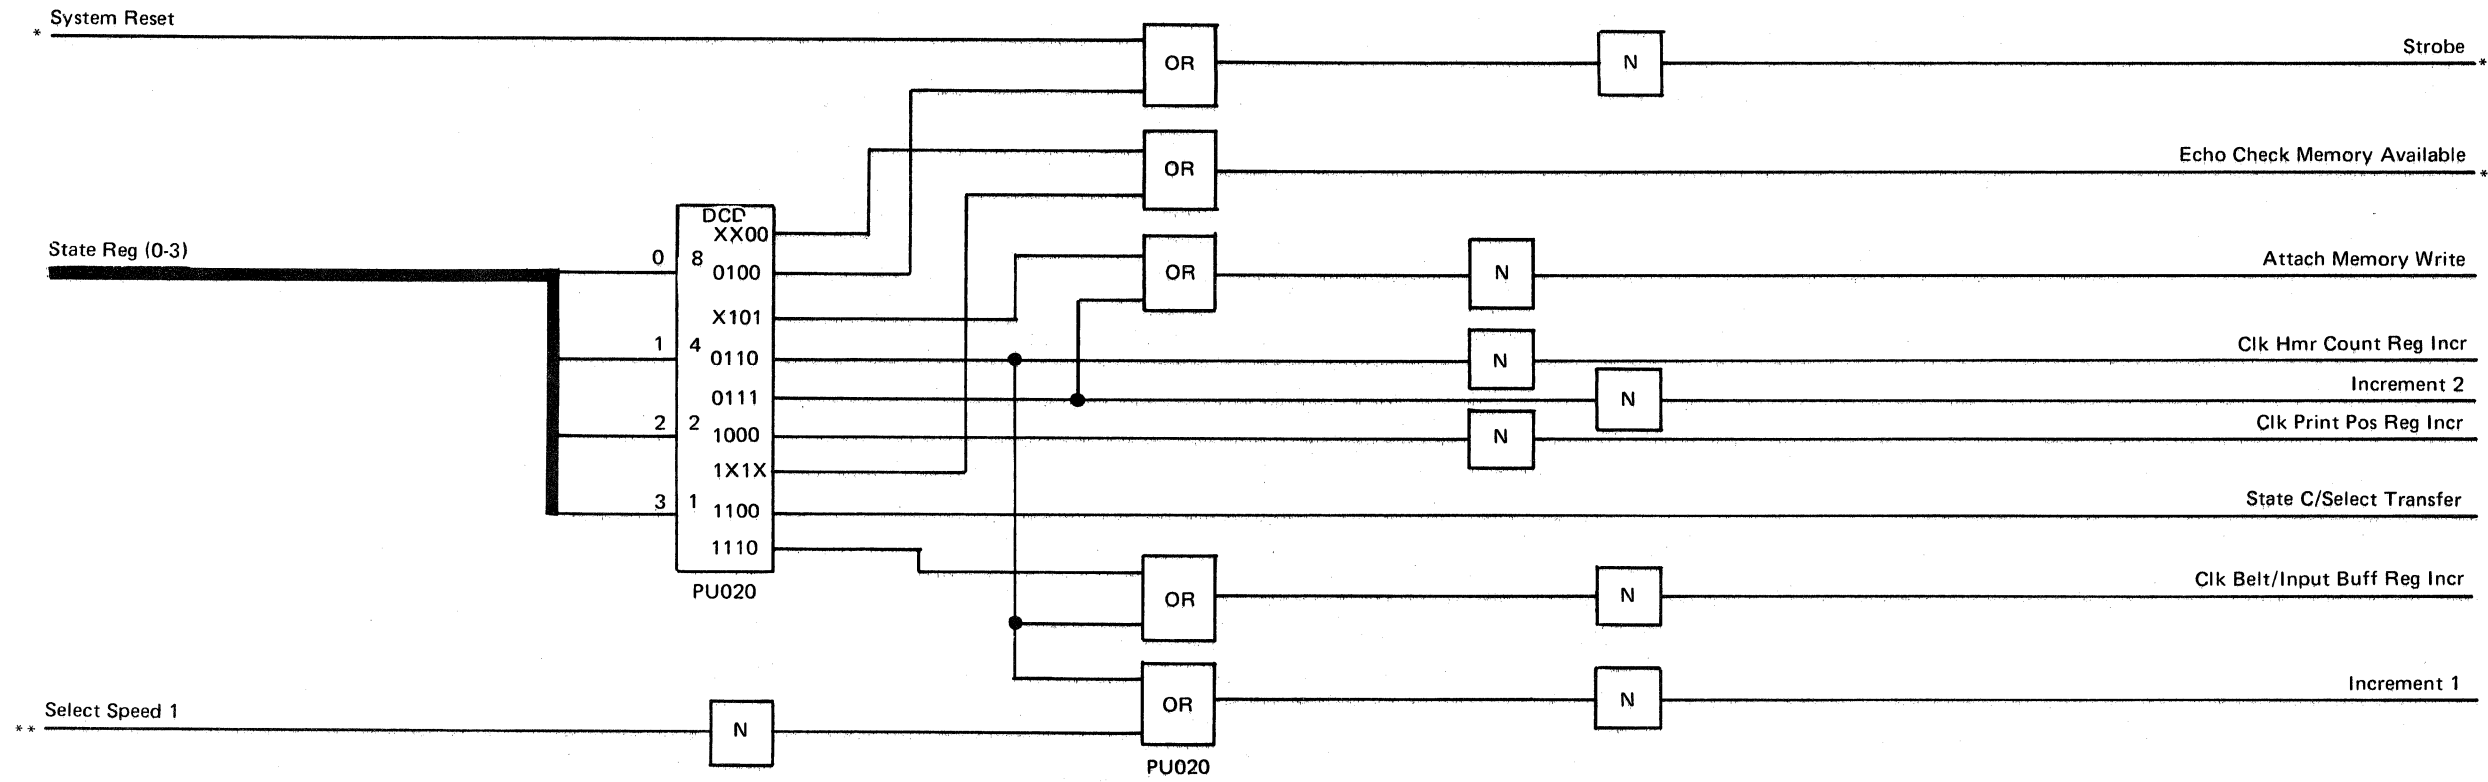 System Reset
*
OR
N
Strobe
*
OR
Echo Check Memory Available
*
State Reg (0-3)
DCD
XX00
0
8
0100
OR
N
Attach Memory Write
X101
1
4
0110
N
Clk Hmr Count Reg Incr
0111
N
Increment 2
2
2
1000
N
Clk Print Pos Reg Incr
1X1X
3
1
1100
State C/Select Transfer
1110
PU020
OR
N
Clk Belt/Input Buff Reg Incr
Select Speed 1
**
N
OR
N
Increment 1
PU020